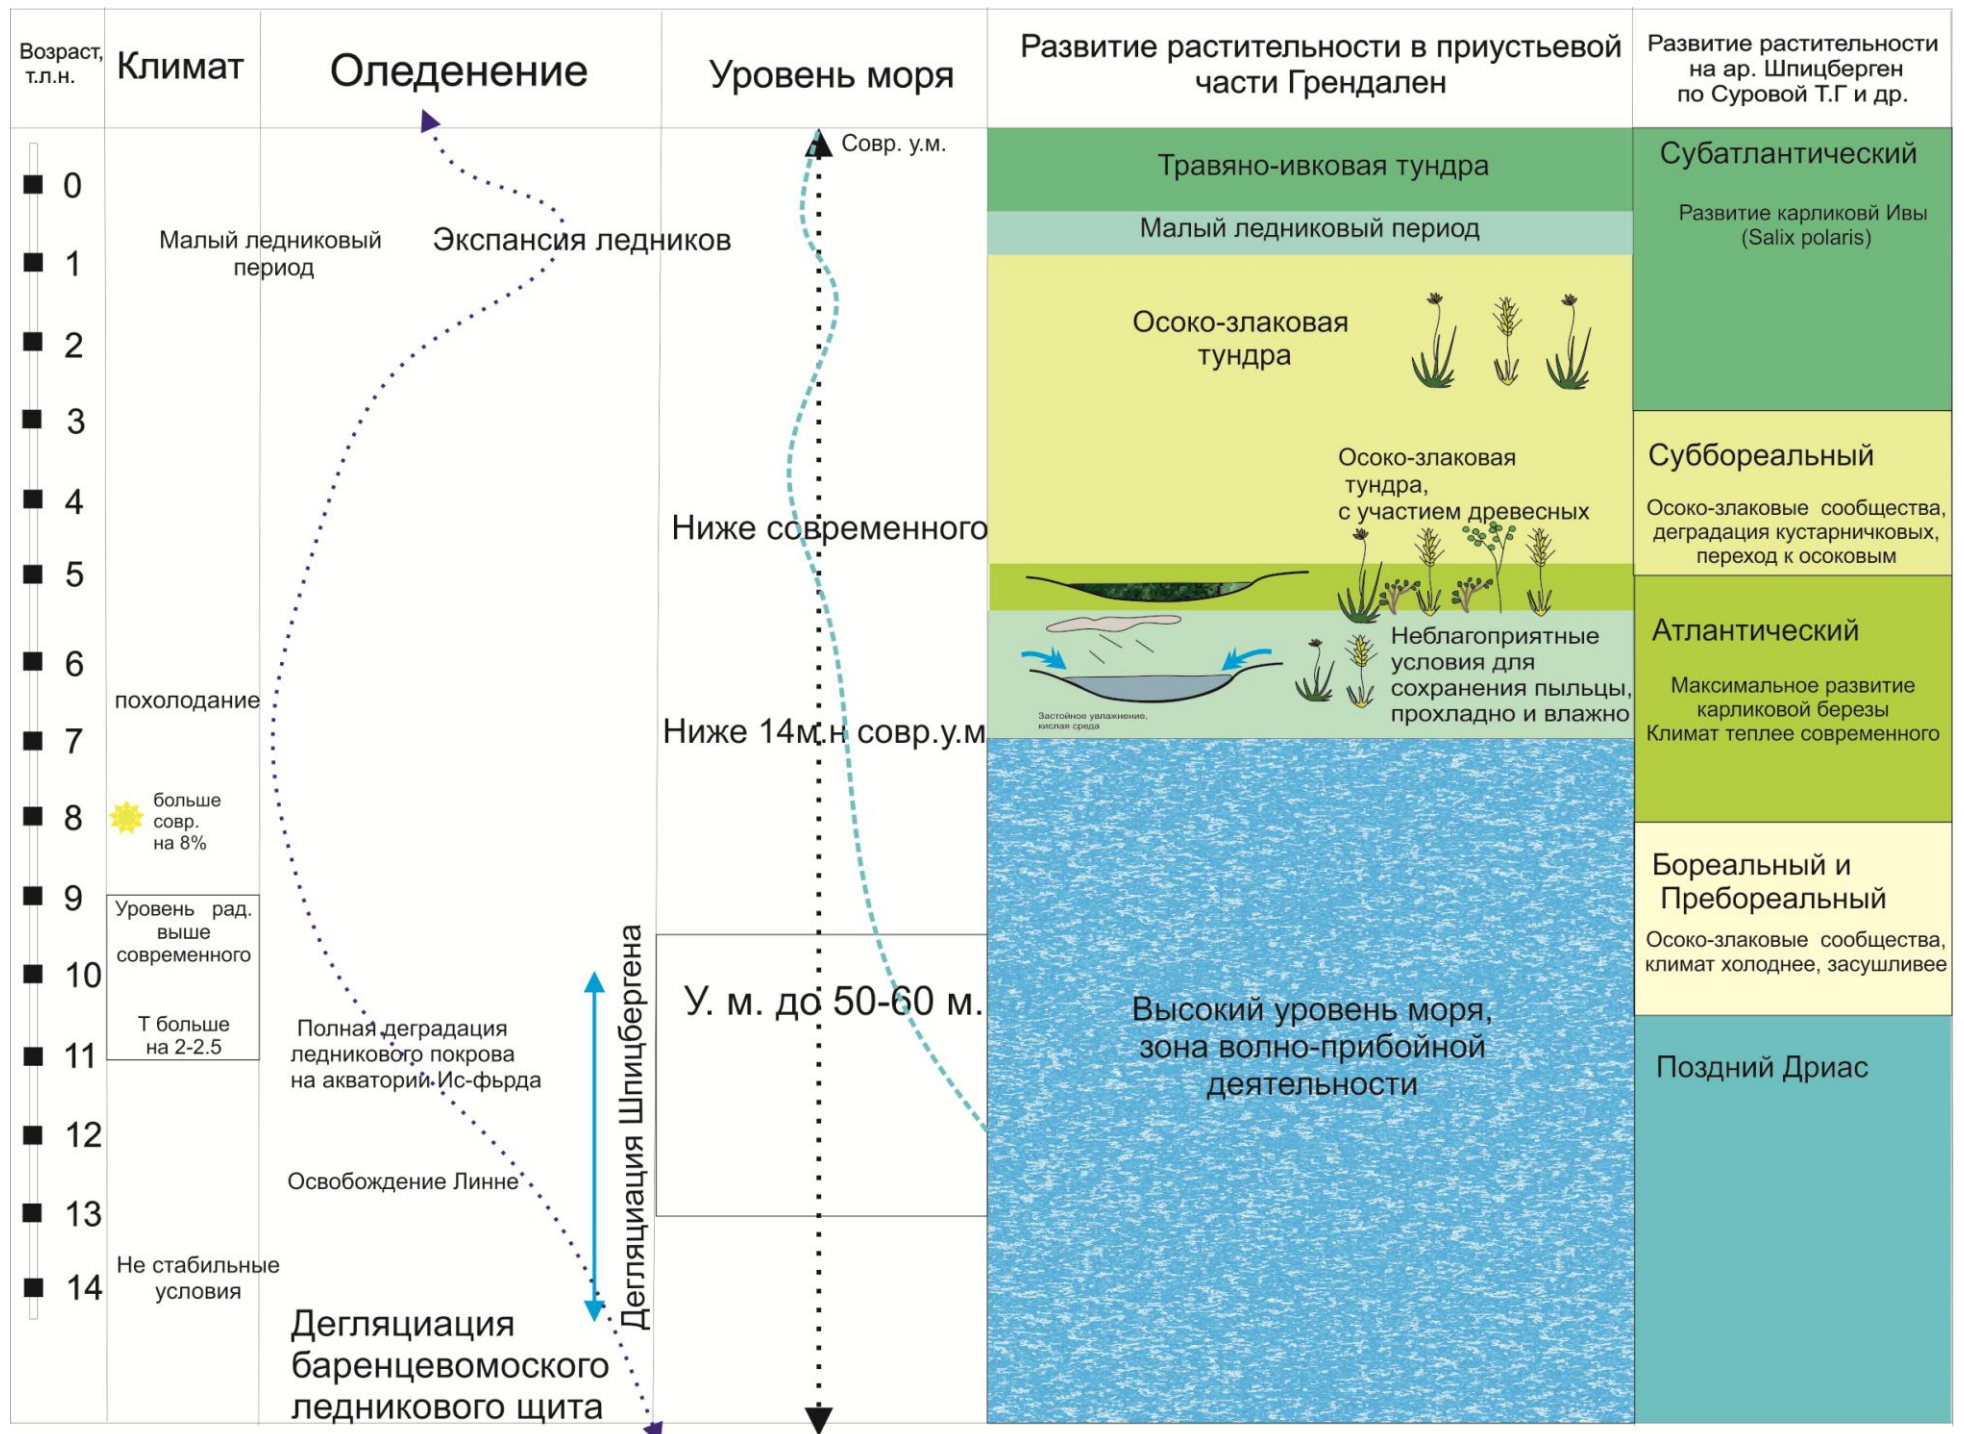 Возраст,
т.л.н.
Климат
Оледенение
Уровень моря
Развитие растительности в приустьевой
части Грендален
Развитие растительности
на ар. Шпицберген
по Суровой Т.Г и др.
0
1
2
3
4
5
6
7
8
9
10
11
12
13
14
Малый ледниковый
период
похолодание
больше
совр.
на 8%
Уровень рад.
выше
современного
Т больше
на 2-2.5
Не стабильные
условия
Экспансия ледников
Полная деградация
ледникового покрова
на акваторий Ис-фьрда
Освобождение Линне
Дегляциация
баренцевомоского
ледникового щита
Дегляциация Шпицбергена
Совр. у.м.
Ниже современного
Ниже 14м.н совр.у.м
У. м. до 50-60 м.
Травяно-ивковая тундра
Малый ледниковый период
Осоко-злаковая
тундра
Осоко-злаковая
тундра,
с участием древесных
Неблагоприятные
условия для
сохранения пыльцы,
прохладно и влажно
Застойное увлажнение,
кислая среда
Высокий уровень моря,
зона волно-прибойной
деятельности
Субатлантический
Развитие карликовй Ивы
(Salix polaris)
Суббореальный
Осоко-злаковые сообщества,
деградация кустарничковых,
переход к осоковым
Атлантический
Максимальное развитие
карликовой березы
Климат теплее современного
Бореальный и
Пребореальный
Осоко-злаковые сообщества,
климат холоднее, засушливее
Поздний Дриас